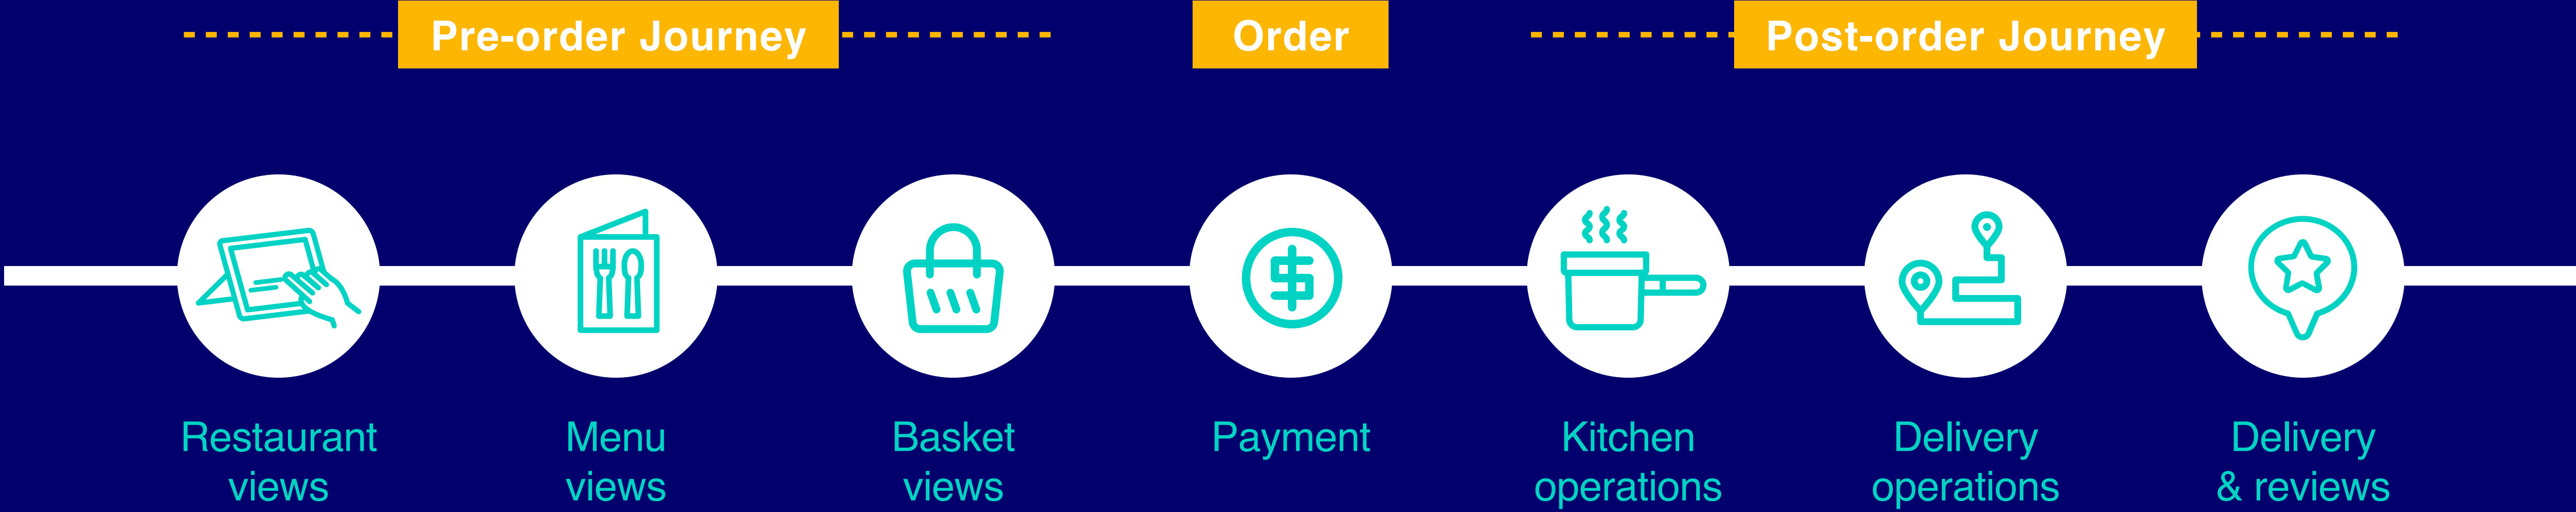 Pre-order Journey
Order
Post-order Journey
Restaurant
views
Menu
views
Basket
views
Payment
Kitchen
operations
Delivery
operations
Delivery
& reviews